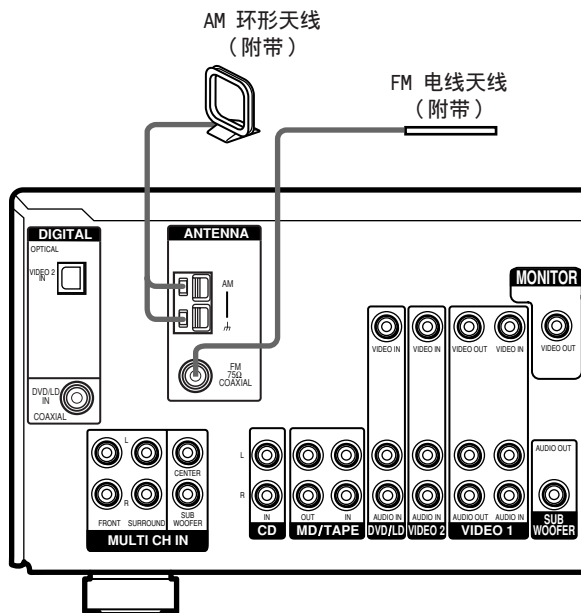 AM 环形天线
（附带）
FM 电线天线
（附带）
DIGITAL
OPTICAL
VIDEO 2
IN
DVD/LD
IN
COAXIAL
ANTENNA
AM
FM
75Ω
COAXIAL
MONITOR
VIDEO OUT
VIDEO IN
VIDEO IN
VIDEO OUT
VIDEO IN
L
R
FRONT
SURROUND
CENTER
SUB
WOOFER
MULTI CH IN
L
R
IN
CD
OUT
IN
MD/TAPE
AUDIO IN
DVD/LD
AUDIO IN
VIDEO 2
AUDIO OUT
AUDIO IN
VIDEO 1
AUDIO OUT
SUB
WOOFER